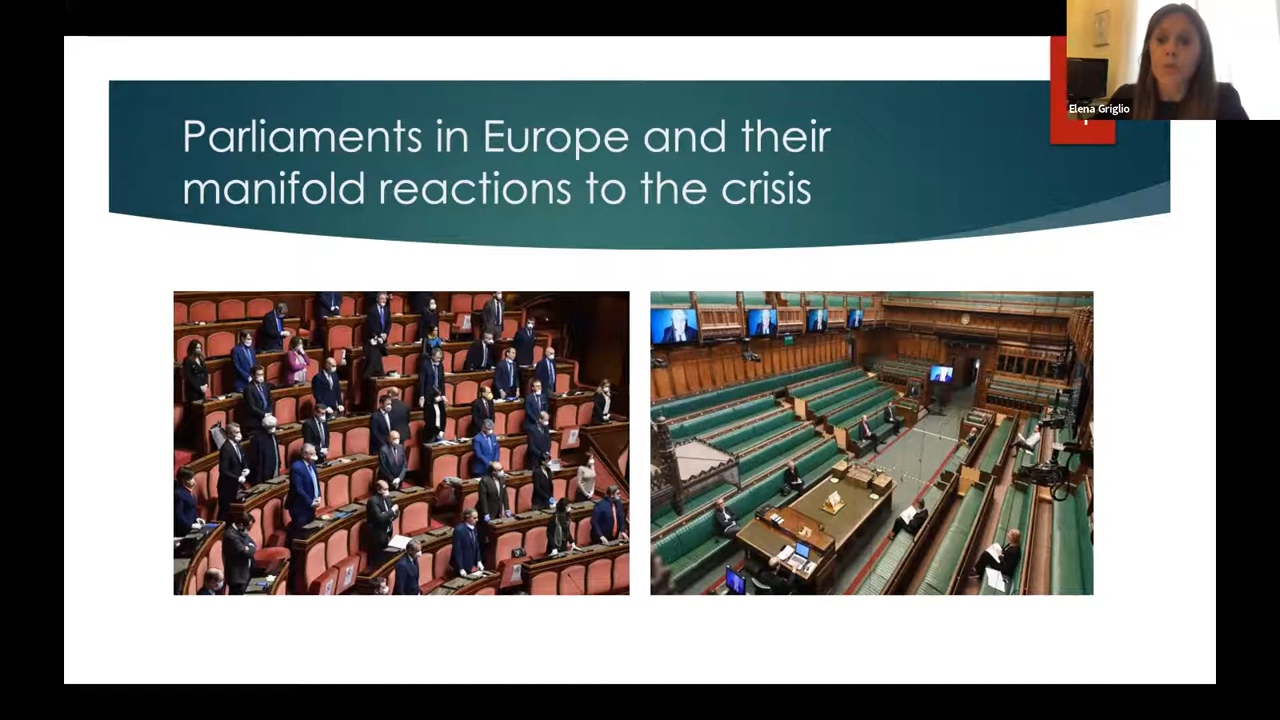 Parliaments in Europe and their
manifold reactions to the crisis
Elena Griglio